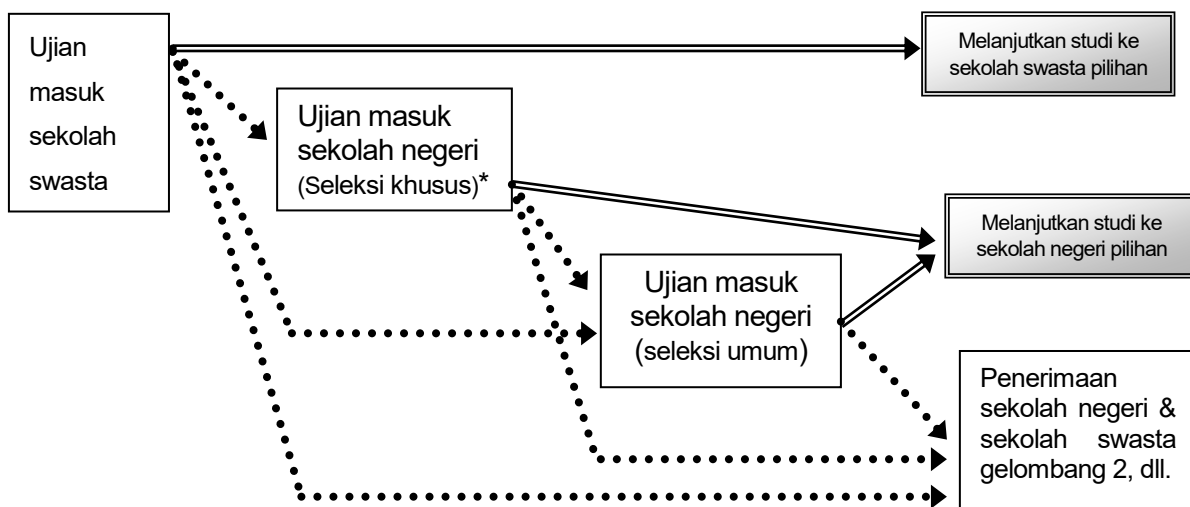 Ujian
masuk
sekolah
swasta
Melanjutkan studi ke
sekolah swasta pilihan
Ujian masuk
sekolah negeri
(Seleksi khusus)*
Melanjutkan studi ke
sekolah negeri pilihan
Ujian masuk
sekolah negeri
(seleksi umum)
Penerimaan
sekolah negeri &
sekolah swasta
gelombang 2, dll.